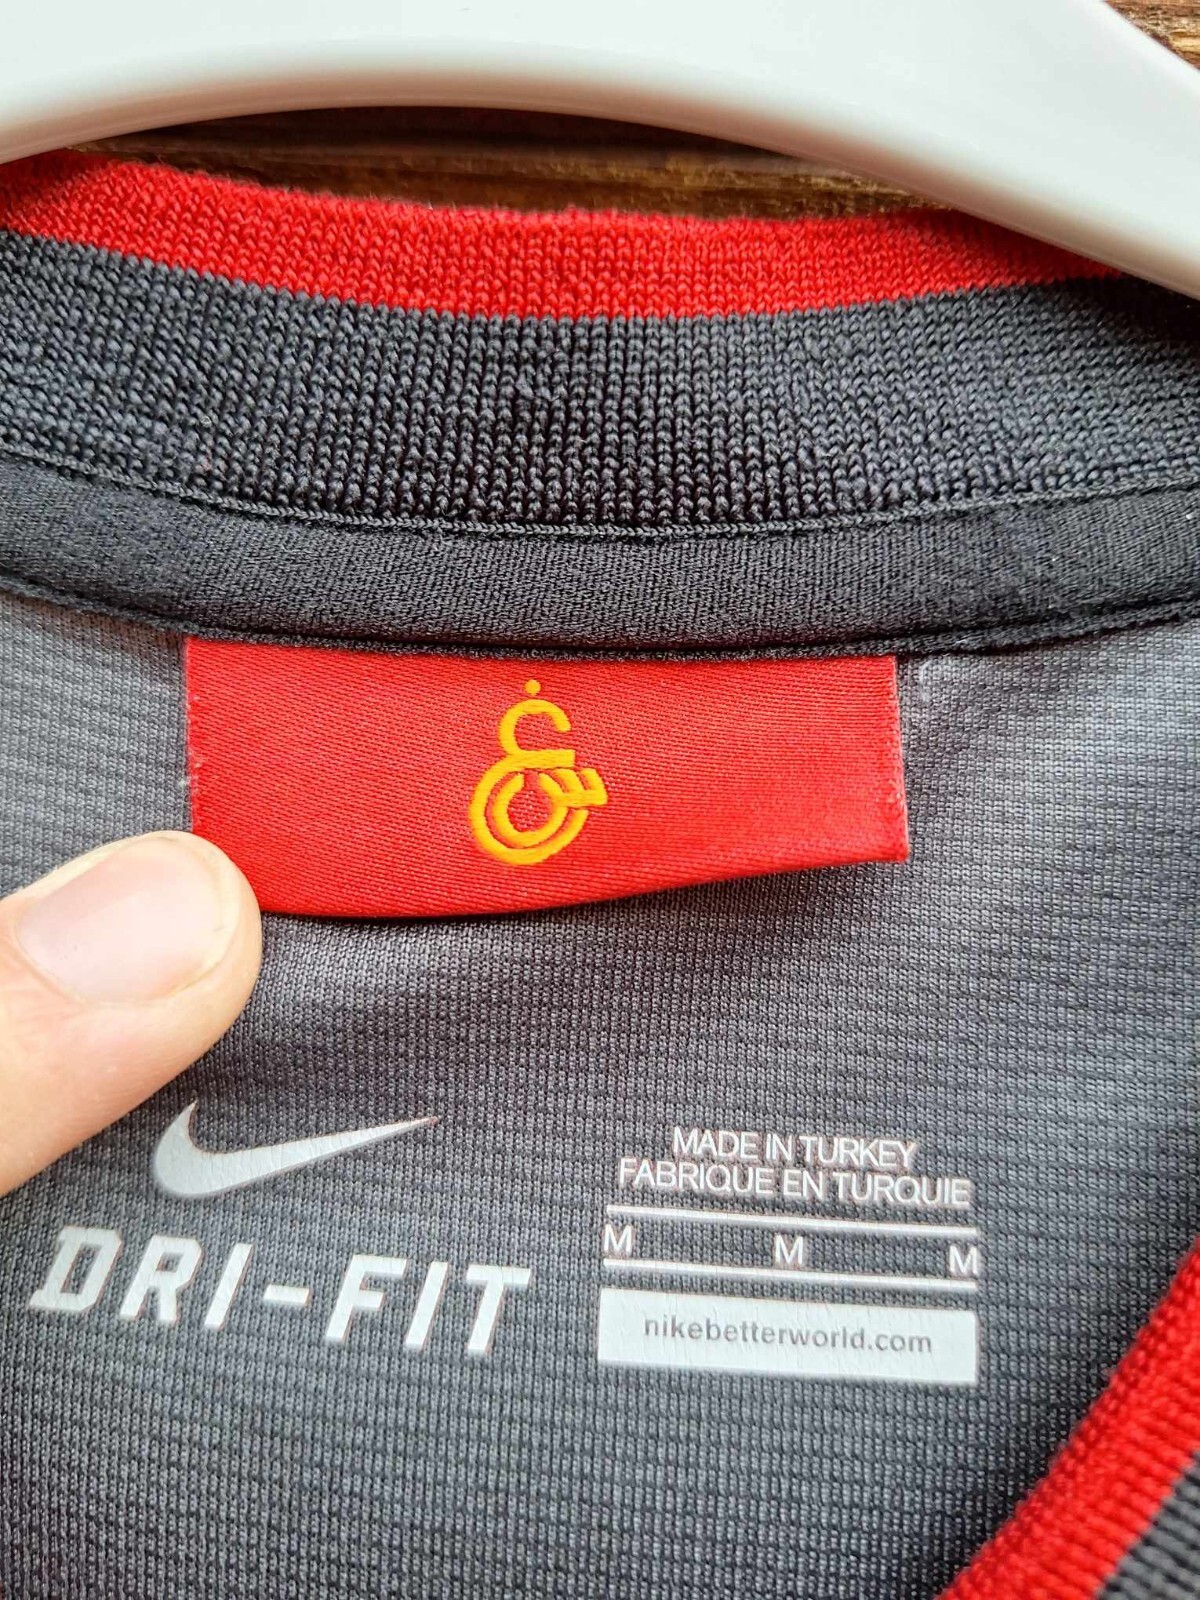 DRI-FIT
MADE IN TURKEY
FABRIQUE EN TURQUIE
M M M
nikebetterworld.com